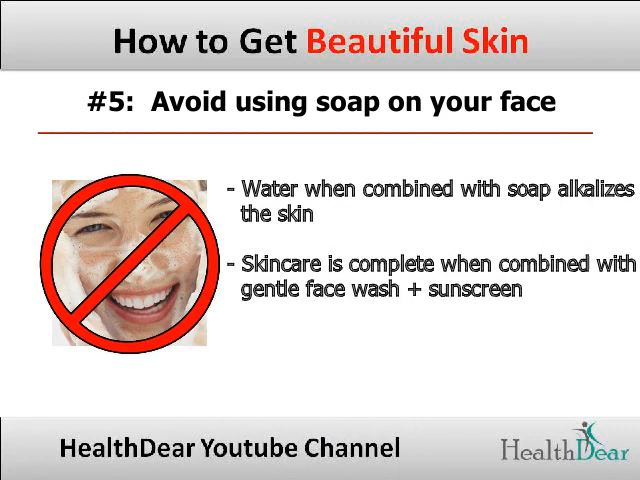 How to Get Beautiful Skin
#5:  Avoid using soap on your face
- Water when combined with soap alkalizes
the skin
- Skincare is complete when combined with
gentle face wash + sunscreen
HealthDear Youtube Channel
HealthDear